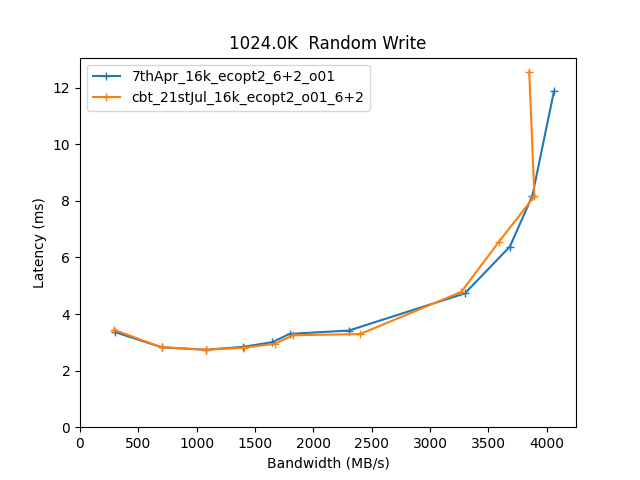 1024.0K  Random Write
7thApr_16k_ecopt2_6+2_o01
cbt_21stJul_16k_ecopt2_o01_6+2
Latency (ms)
12
10
8
6
4
2
0
0 500 1000 1500 2000 2500 3000 3500 4000
Bandwidth (MB/s)